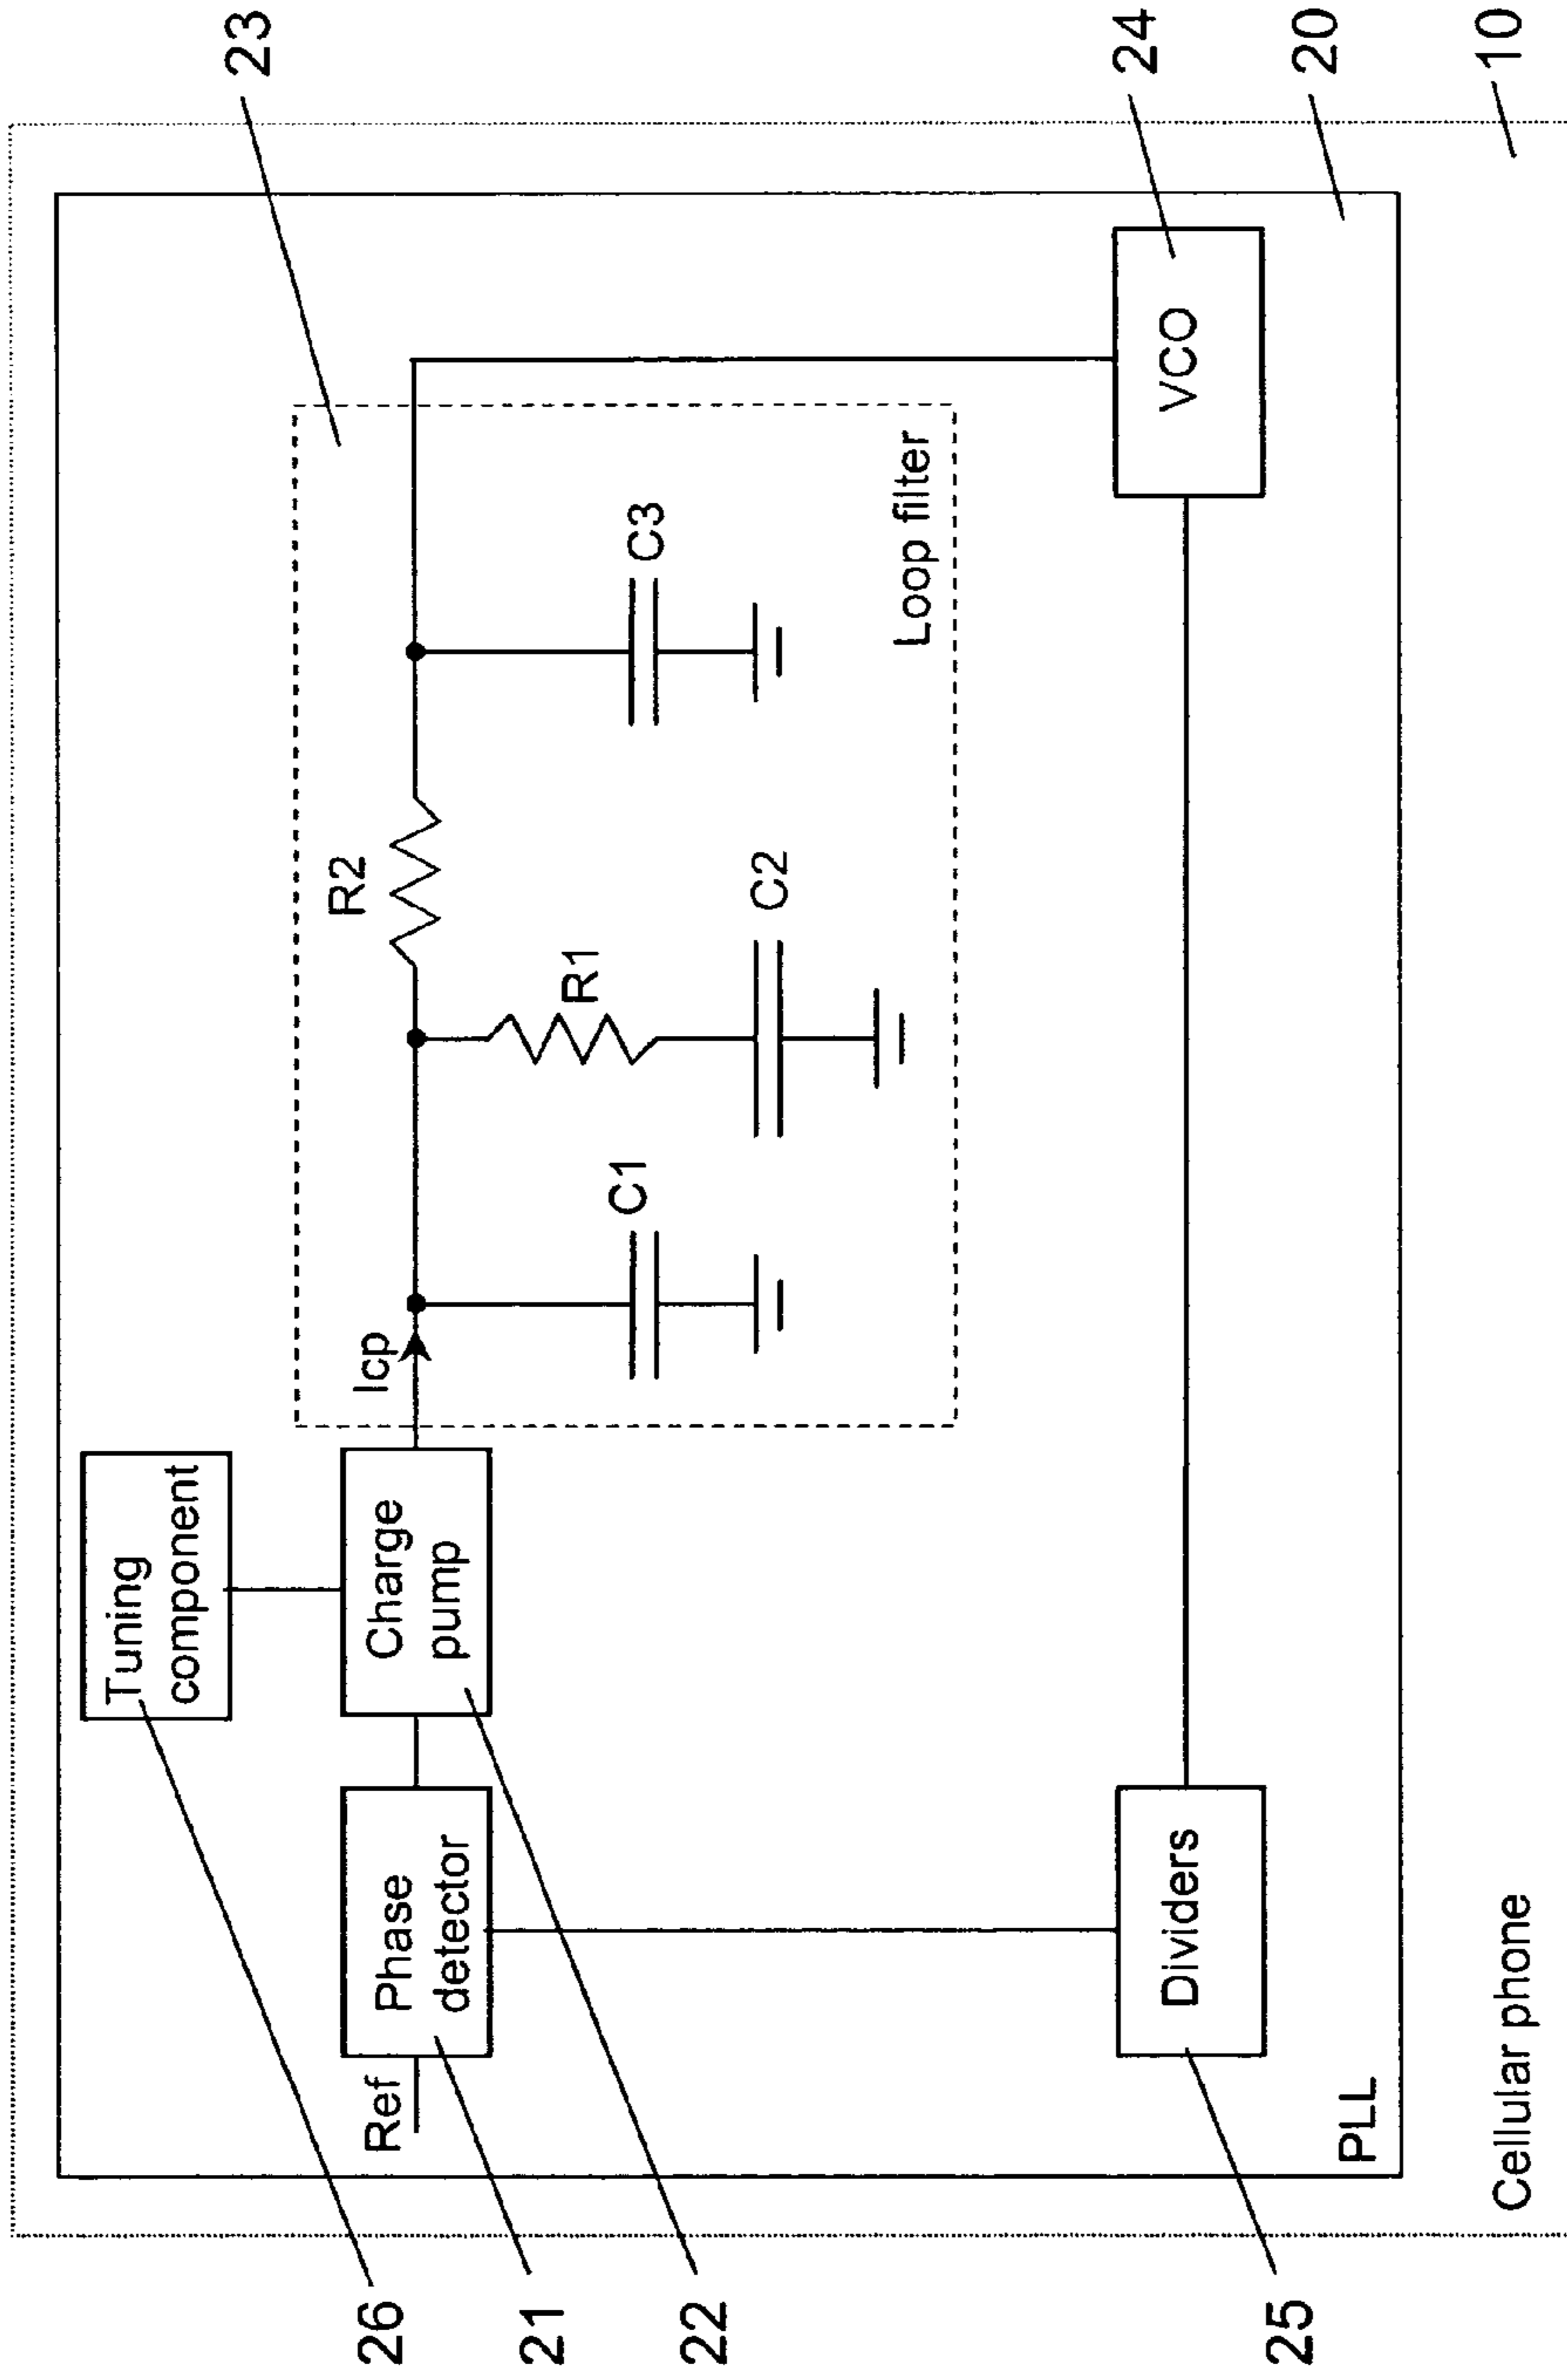 26
Tuning
component
23
21
Ref
Phase
detector
22
Charge
pump
Icp
R2
C1
R1
C2
C3
Loop filter
25
Dividers
VCO
24
PLL
20
Cellular phone
10